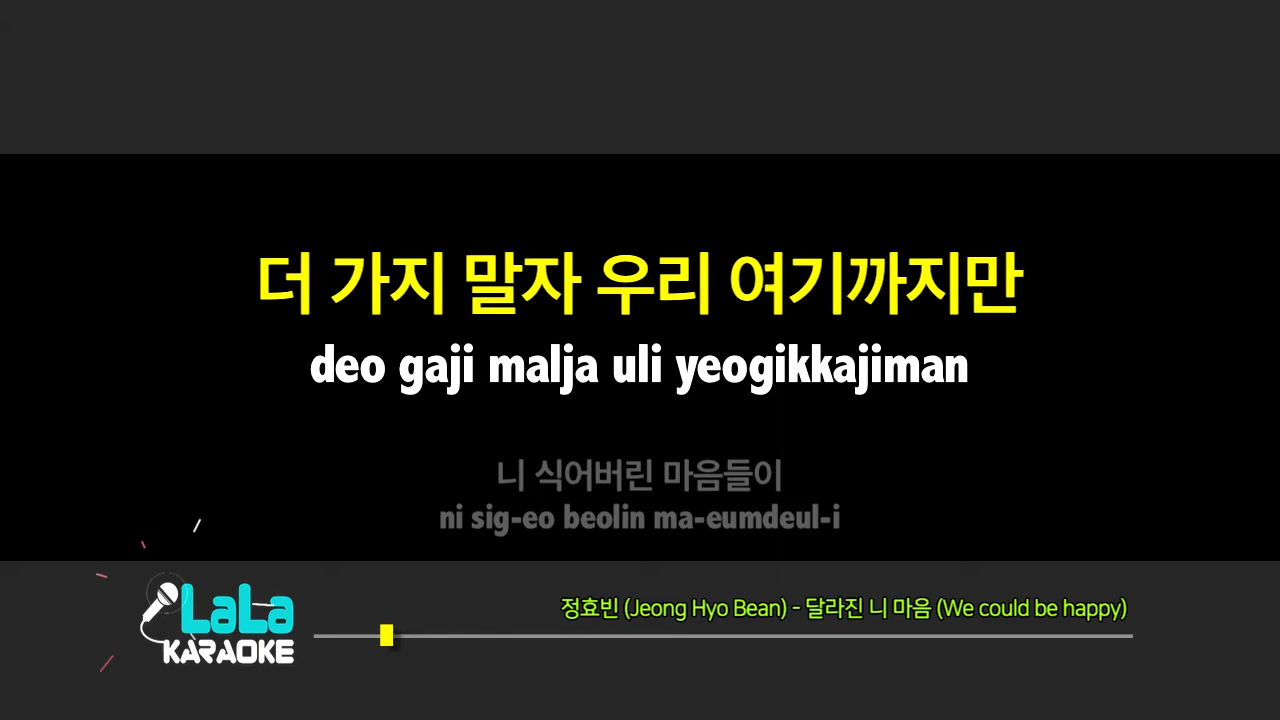 더 가지 말자 우리 여기까지만
deo gaji malja uli yeogikkajiman
니 식어버린 마음들이
ni sig-eo beolin ma-eumdeul-i
LaLa
KARAOKE
정효빈 (Jeong Hyo Bean) - 달라진 니 마음 (We could be happy)